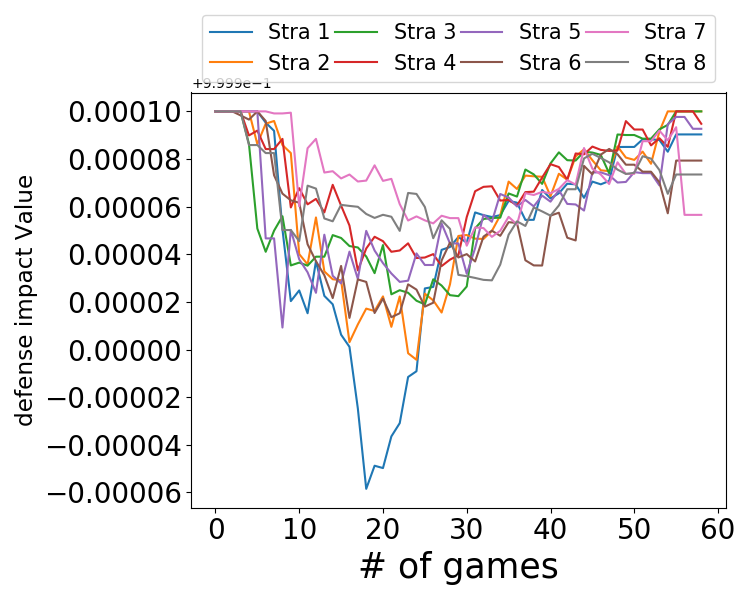 Stra 1 Stra 3 Stra 5 Stra 7
Stra 2 Stra 4 Stra 6 Stra 8
+9.999e−1
0.00010
0.00008
0.00006
0.00004
0.00002
0.00000
−0.00002
−0.00004
−0.00006
defense impact Value
0 10 20 30 40 50 60
# of games